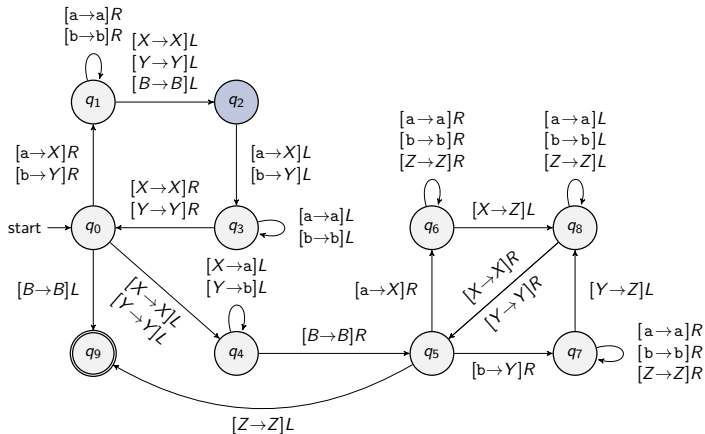 [a→a]R
[b→b]R
[X→X]L
[Y→Y]L
[B→B]L
q1
q2
[a→a]R
[b→b]R
[Z→Z]R
[a→a]L
[b→b]L
[Z→Z]L
[a→X]R
[b→Y]R
[a→X]L
[b→Y]L
[X→X]R
[Y→Y]R
start
q0
q3
[a→a]L
[b→b]L
q6
[X→Z]L
q8
[X→a]L
[Y→b]L
[B→B]L
[X→X]L
[Y→Y]L
[a→X]R
[X→X]R
[Y→Y]R
[Y→Z]L
q9
q4
[B→B]R
q5
[b→Y]R
q7
[a→a]R
[b→b]R
[Z→Z]R
[Z→Z]L